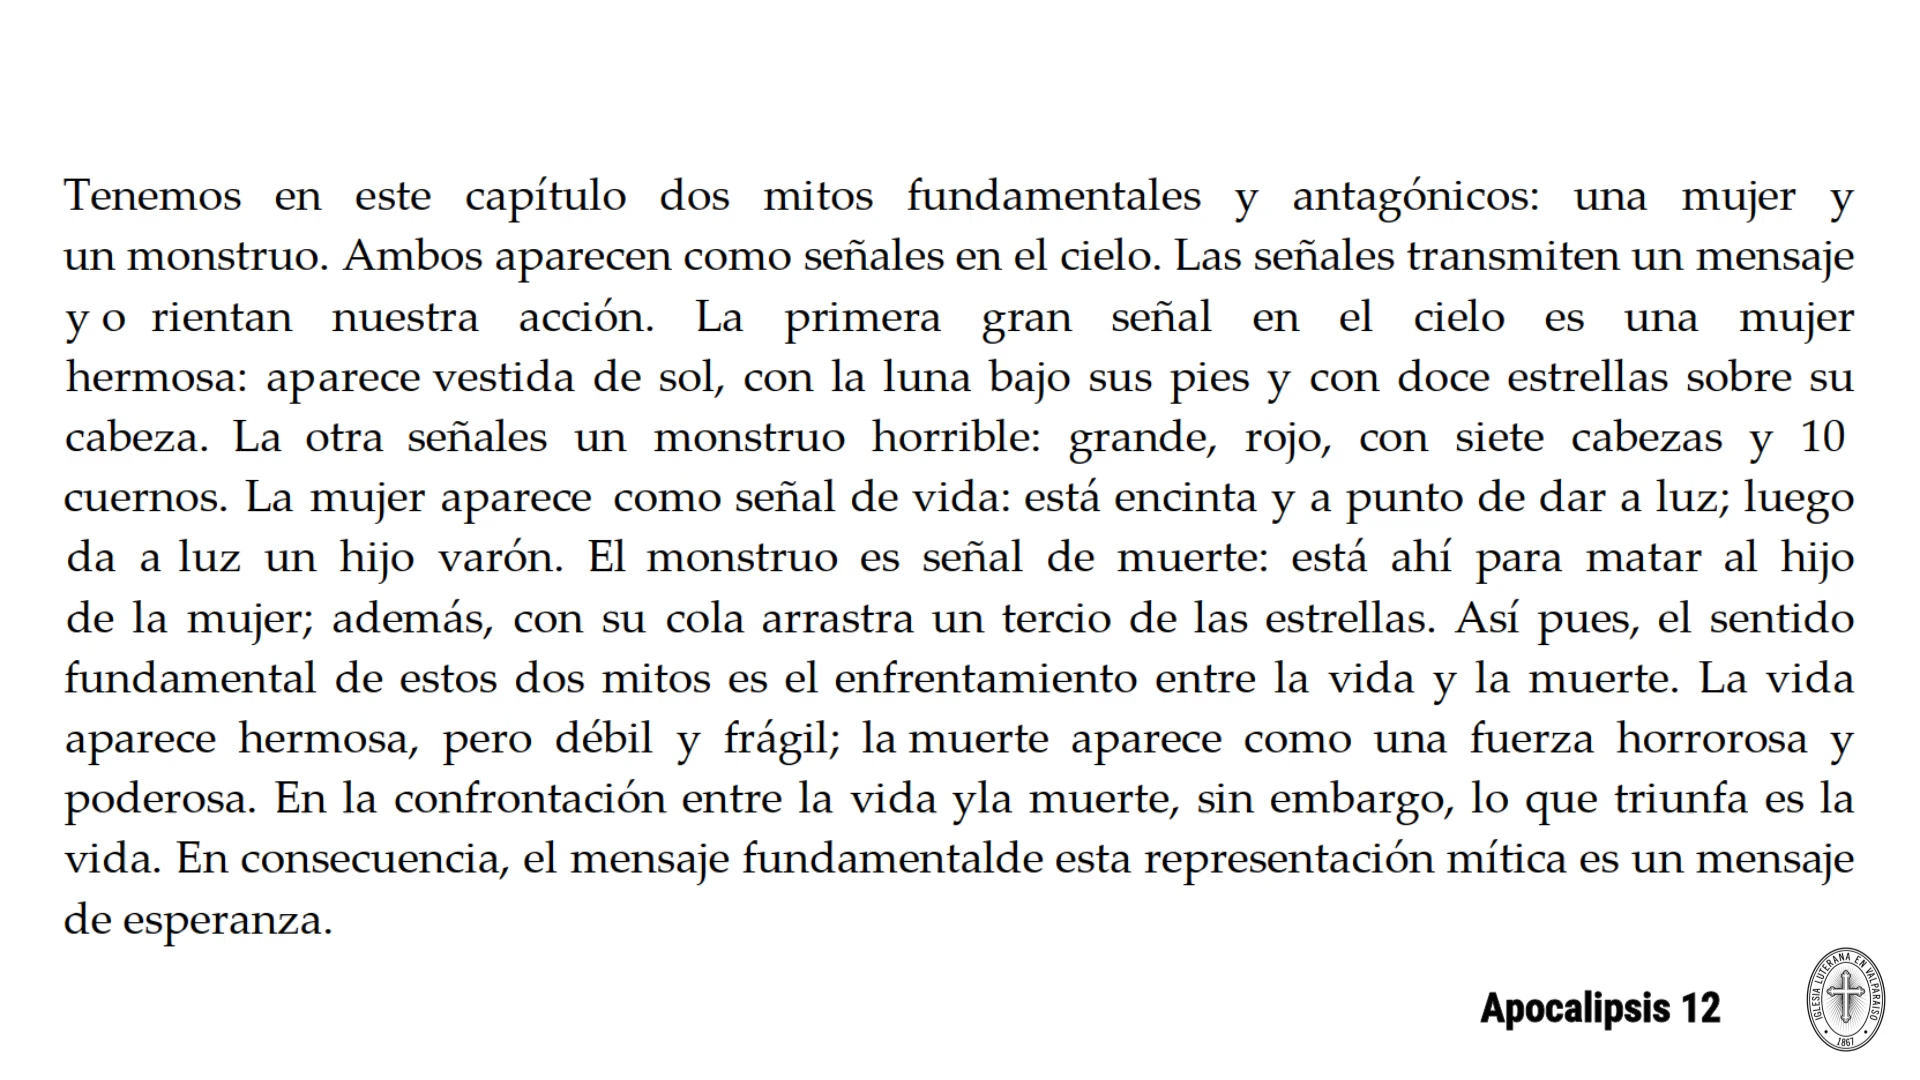 Tenemos en este capítulo dos mitos fundamentales y antagónicos: una mujer y
un monstruo. Ambos aparecen como señales en el cielo. Las señales transmiten un mensaje
y o rientan nuestra acción. La primera gran señal en el cielo es una mujer
hermosa: aparece vestida de sol, con la luna bajo sus pies y con doce estrellas sobre su
cabeza. La otra señales un monstruo horrible: grande, rojo, con siete cabezas y 10
cuernos. La mujer aparece como señal de vida: está encinta y a punto de dar a luz; luego
da a luz un hijo varón. El monstruo es señal de muerte: está ahí para matar al hijo
de la mujer; además, con su cola arrastra un tercio de las estrellas. Así pues, el sentido
fundamental de estos dos mitos es el enfrentamiento entre la vida y la muerte. La vida
aparece hermosa, pero débil y frágil; la muerte aparece como una fuerza horrorosa y
poderosa. En la confrontación entre la vida yla muerte, sin embargo, lo que triunfa es la
vida. En consecuencia, el mensaje fundamentalde esta representación mítica es un mensaje
de esperanza.
Apocalipsis 12
IGLESIA LUTERANA EN VALPARAISO
1867